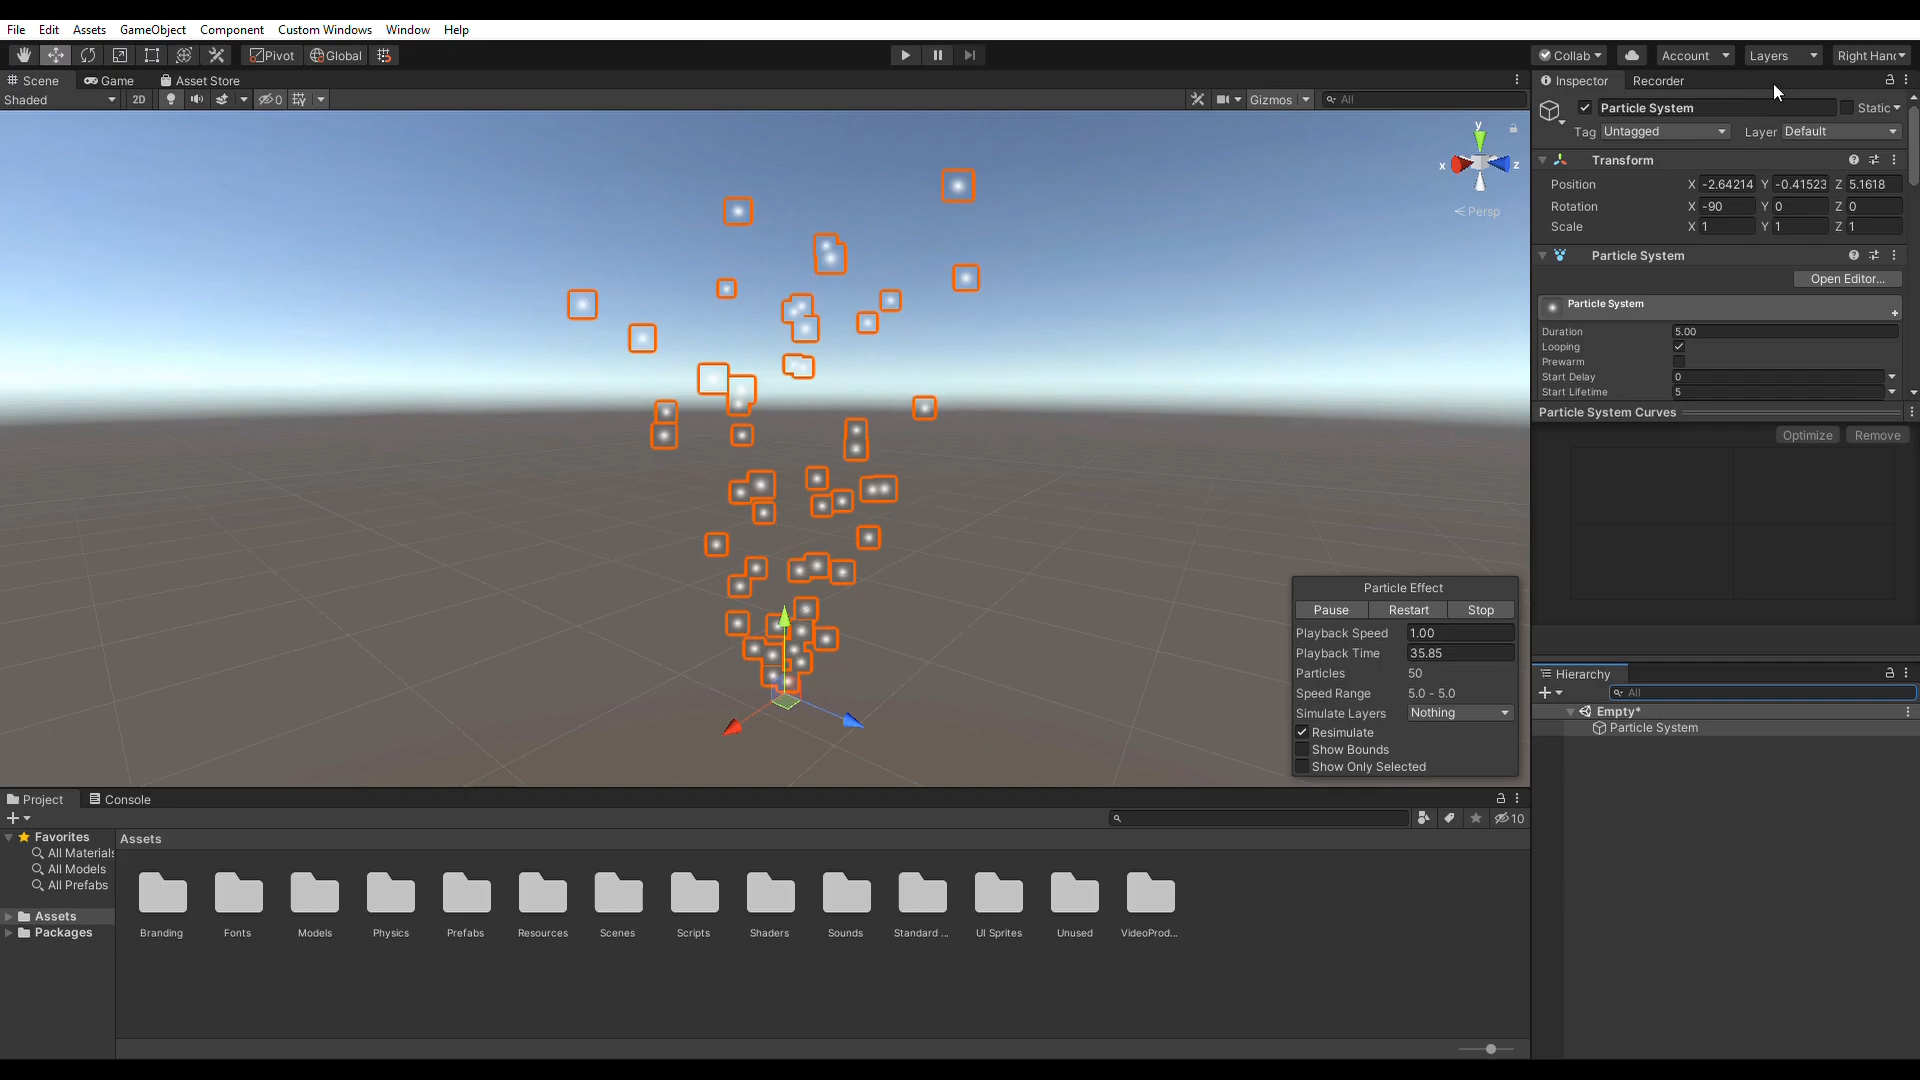 File Edit Assets GameObject Component Custom Windows Window Help
Pivot Global Collab Account Layers Right Hand
Scene Game Asset Store
Shaded 2D 0 Gizmos All
y
x z
Persp
Inspector Recorder
Particle System Static
Tag Untagged Layer Default
Transform
Position X -2.64214 Y -0.41523 Z 5.1618
Rotation X -90 Y 0 Z 0
Scale X 1 Y 1 Z 1
Particle System
Open Editor...
Particle System
Duration 5.00
Looping
Prewarm
Start Delay 0
Start Lifetime 5
Particle System Curves
Optimize Remove
Particle Effect
Pause Restart Stop
Playback Speed 1.00
Playback Time 35.85
Particles 50
Speed Range 5.0 - 5.0
Simulate Layers Nothing
Resimulate
Show Bounds
Show Only Selected
Hierarchy
All
Empty*
Particle System
Project Console
10
Favorites
All Materials
All Models
All Prefabs
Assets
Packages
Assets
Branding Fonts Models Physics Prefabs Resources Scenes Scripts Shaders Sounds Standard ... UI Sprites Unused VideoProd...